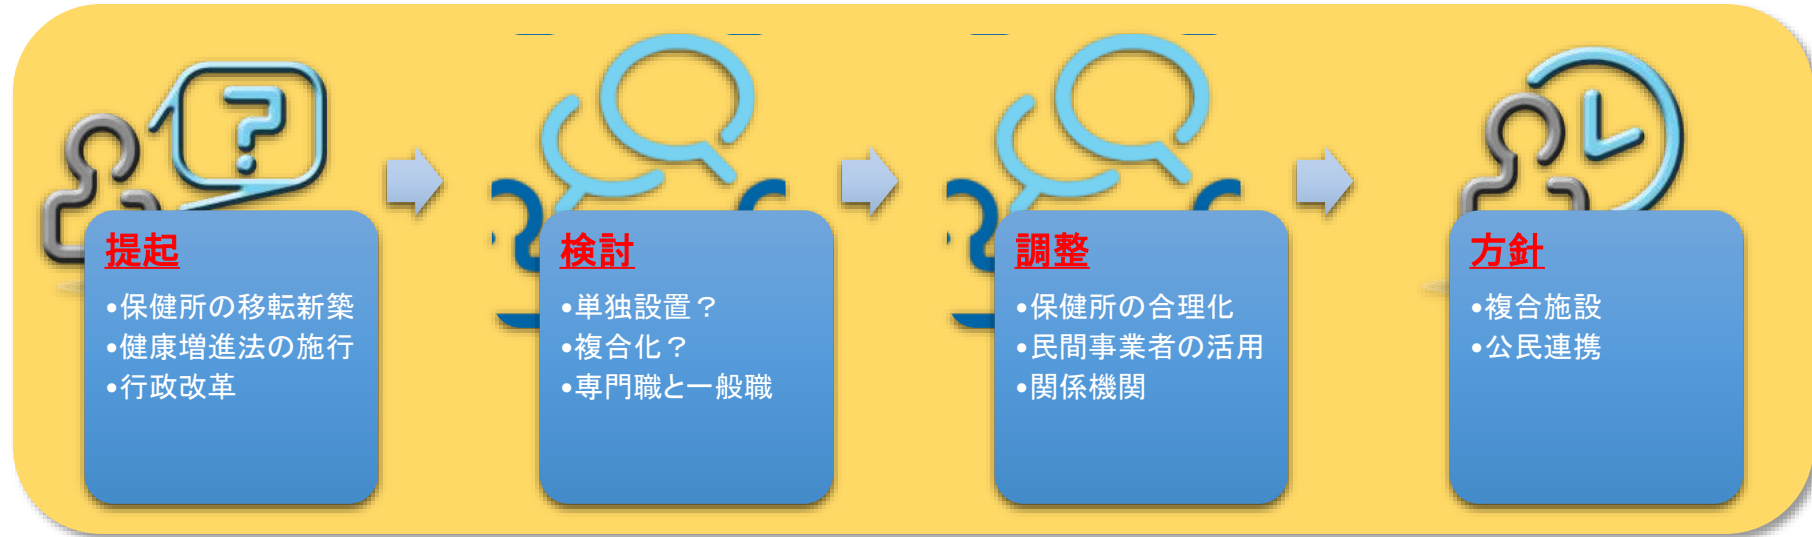 提起
•保健所の移転新築
•健康増進法の施行
•行政改革
検討
•単独設置？
•複合化？
•専門職と一般職
調整
•保健所の合理化
•民間事業者の活用
•関係機関
方針
•複合施設
•公民連携